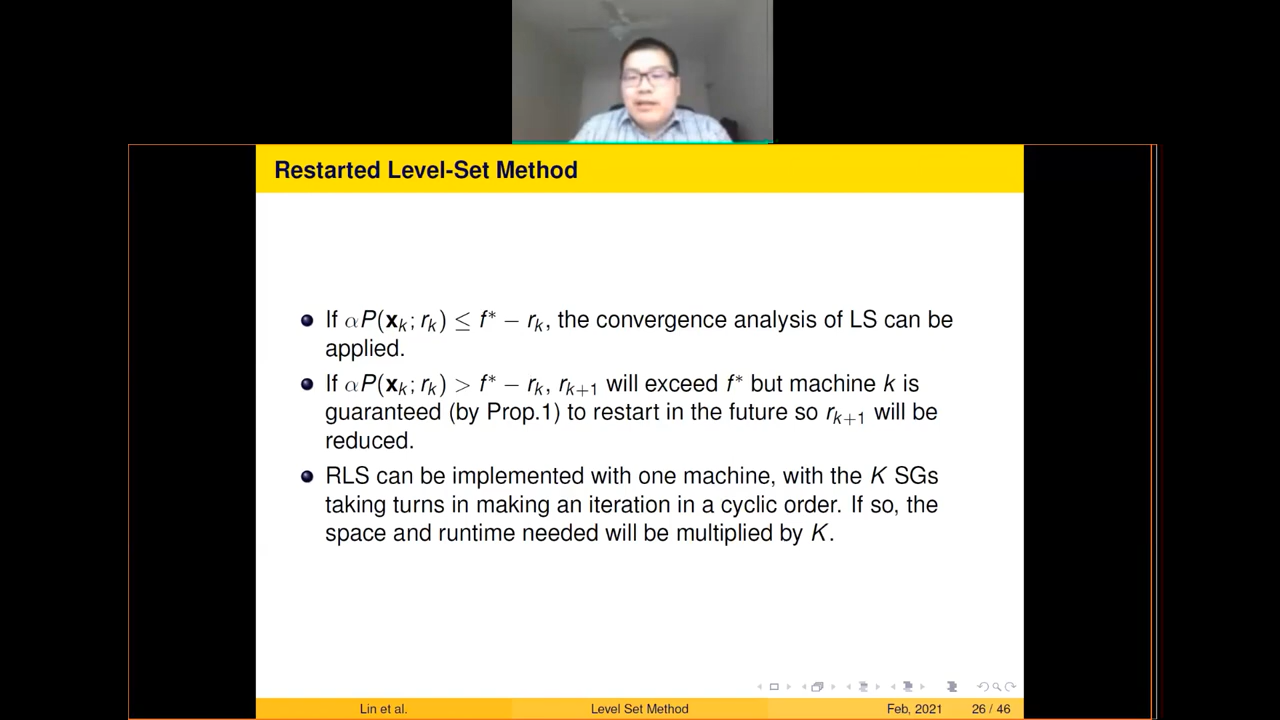 Restarted Level-Set Method
If αP(𝐱ₖ; rₖ) ≤ f* − rₖ, the convergence analysis of LS can be
applied.
If αP(𝐱ₖ; rₖ) > f* − rₖ, rₖ₊₁ will exceed f* but machine k is
guaranteed (by Prop.1) to restart in the future so rₖ₊₁ will be
reduced.
RLS can be implemented with one machine, with the K SGs
taking turns in making an iteration in a cyclic order. If so, the
space and runtime needed will be multiplied by K.
Lin et al. Level Set Method Feb, 2021 26 / 46